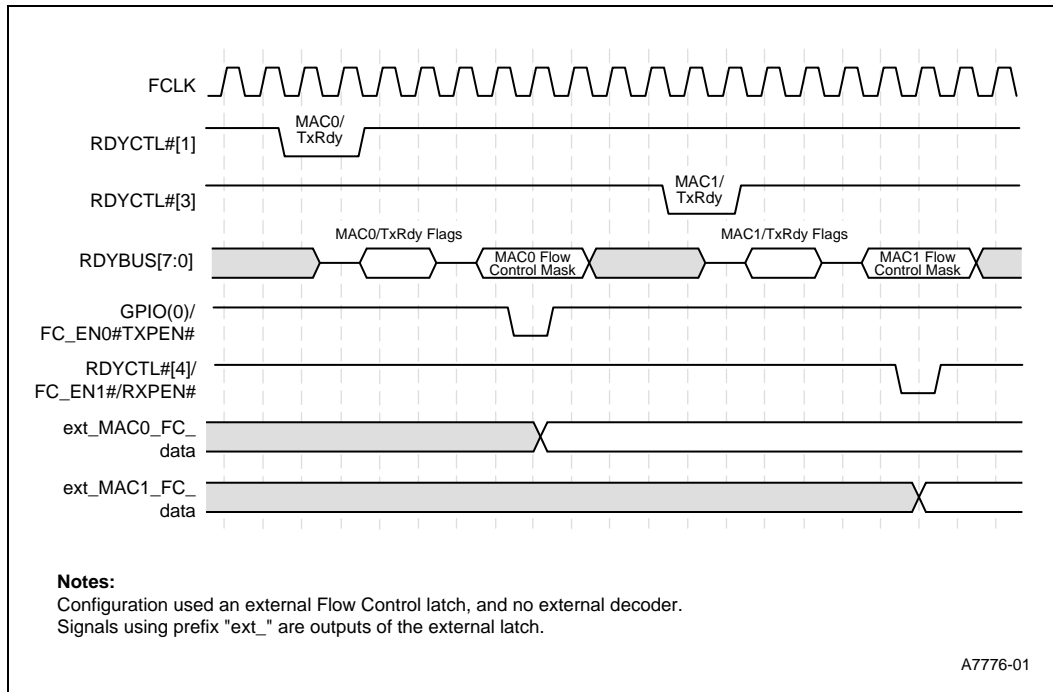 FCLK
MAC0/
TxRdy
RDYCTL#[1]
MAC1/
TxRdy
RDYCTL#[3]
MAC0/TxRdy Flags
MAC1/TxRdy Flags
RDYBUS[7:0]
MAC0 Flow
Control Mask
MAC1 Flow
Control Mask
GPIO(0)/
FC_EN0#TXPEN#
RDYCTL#[4]/
FC_EN1#/RXPEN#
ext_MAC0_FC_
data
ext_MAC1_FC_
data
Notes:
Configuration used an external Flow Control latch, and no external decoder.
Signals using prefix "ext_" are outputs of the external latch.
A7776-01